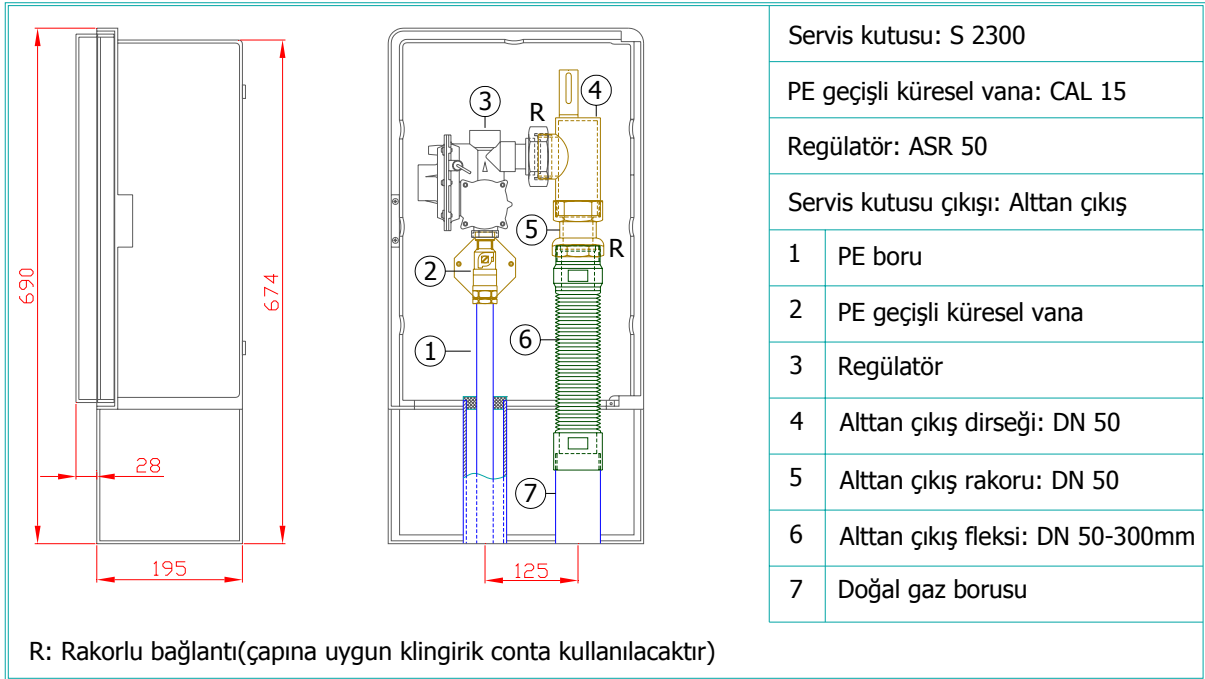 690
28
195
674
3
R
4
5
R
2
1
6
7
125
Servis kutusu: S 2300
PE geçişli küresel vana: CAL 15
Regülatör: ASR 50
Servis kutusu çıkışı: Alttan çıkış
1 PE boru
2 PE geçişli küresel vana
3 Regülatör
4 Alttan çıkış dirseği: DN 50
5 Alttan çıkış rakoru: DN 50
6 Alttan çıkış fleksi: DN 50-300mm
7 Doğal gaz borusu
R: Rakorlu bağlantı(çapına uygun klingirik conta kullanılacaktır)